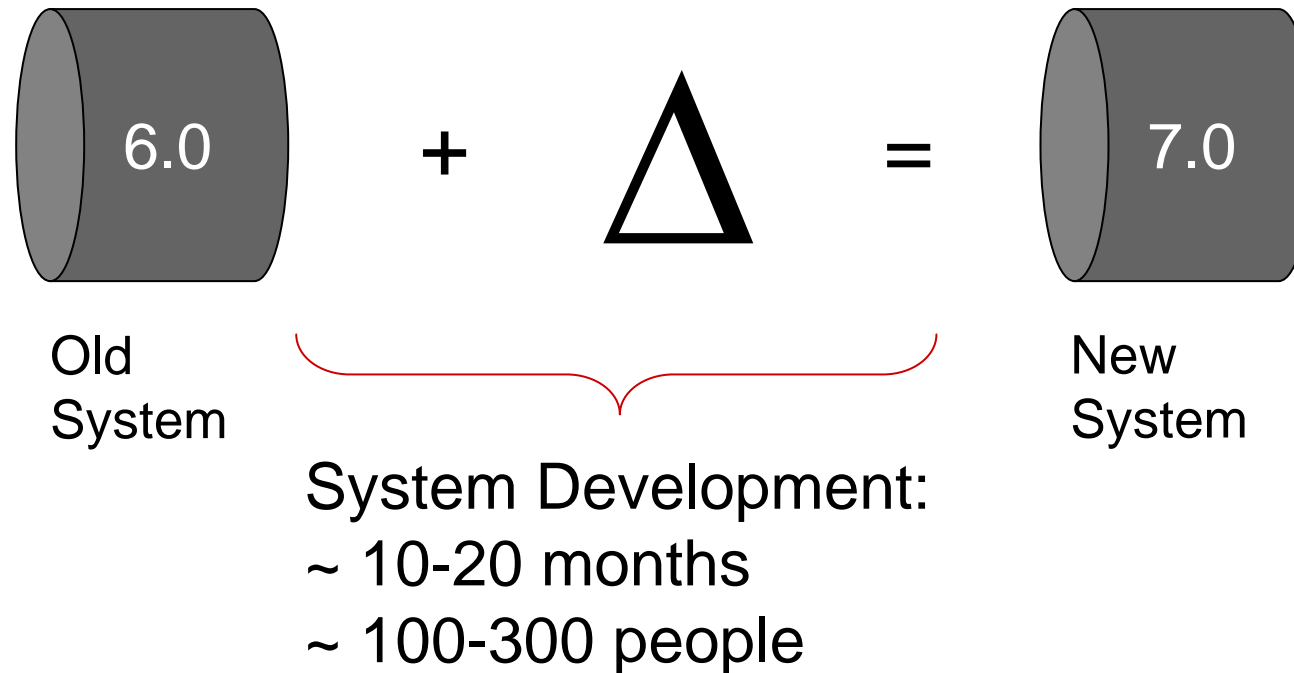 6.0 + Δ = 7.0
Old
System
New
System
System Development:
~ 10-20 months
~ 100-300 people